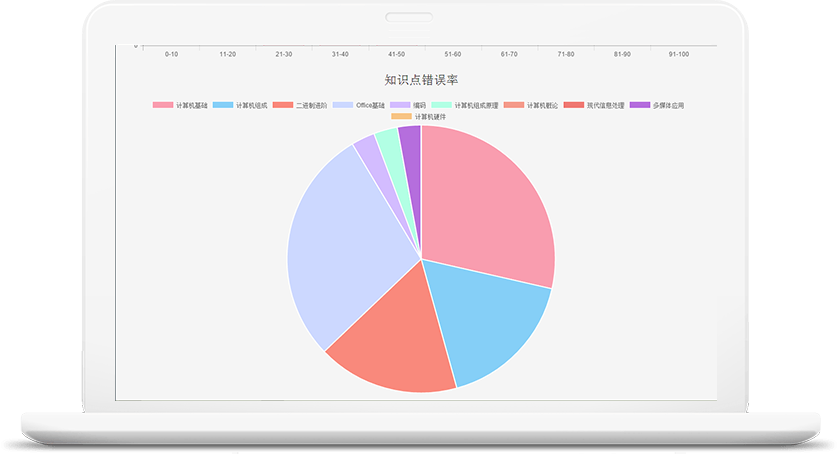 0
0-10 11-20 21-30 31-40 41-50 51-60 61-70 71-80 81-90 91-100
知识点错误率
计算机基础 计算机组成 二进制进阶 Office基础 编码 计算机组成原理 计算机概论 现代信息处理 多媒体应用
计算机硬件